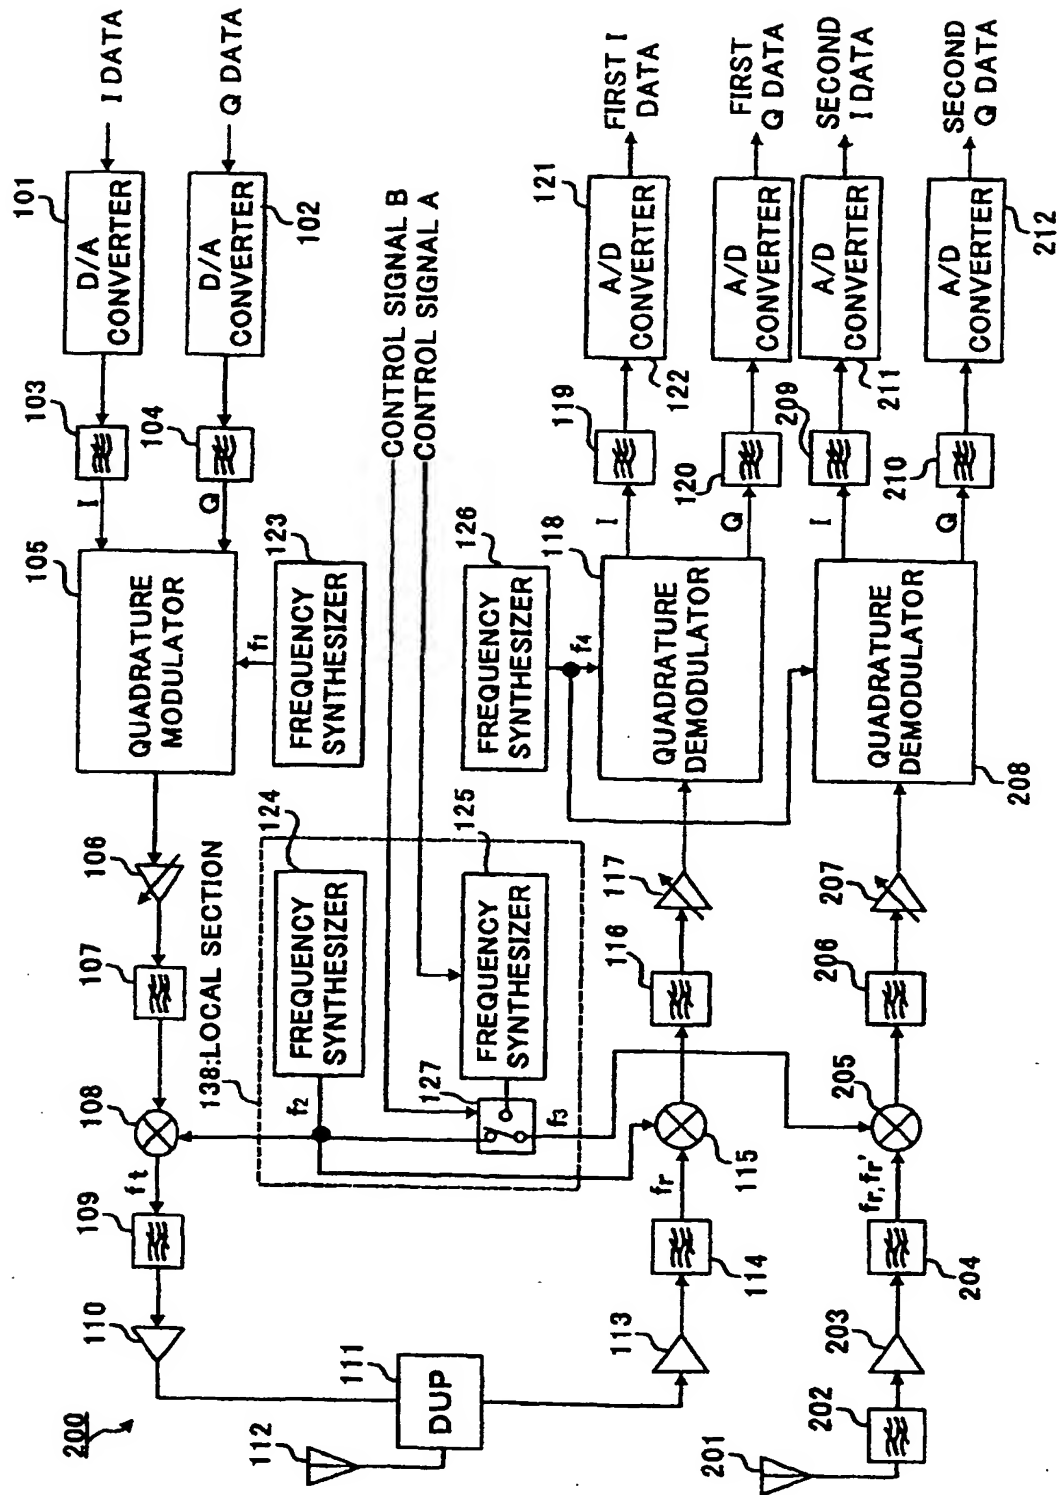 200
112
111
DUP
110
109
f t
108
107
106
105
QUADRATURE
MODULATOR
I
Q
103
104
101
D/A
CONVERTER
D/A
CONVERTER
102
I DATA
Q DATA
f1
123
FREQUENCY
SYNTHESIZER
138:LOCAL SECTION
124
FREQUENCY
SYNTHESIZER
f2
125
FREQUENCY
SYNTHESIZER
127
f3
CONTROL SIGNAL B
CONTROL SIGNAL A
126
FREQUENCY
SYNTHESIZER
f4
113
114
fr
115
116
117
118
QUADRATURE
DEMODULATOR
I
Q
119
120
121
A/D
CONVERTER
122
A/D
CONVERTER
FIRST I
DATA
FIRST
Q DATA
201
202
203
204
fr,fr'
205
206
207
208
QUADRATURE
DEMODULATOR
I
Q
209
210
A/D
CONVERTER
211
A/D
CONVERTER
212
SECOND
I DATA
SECOND
Q DATA